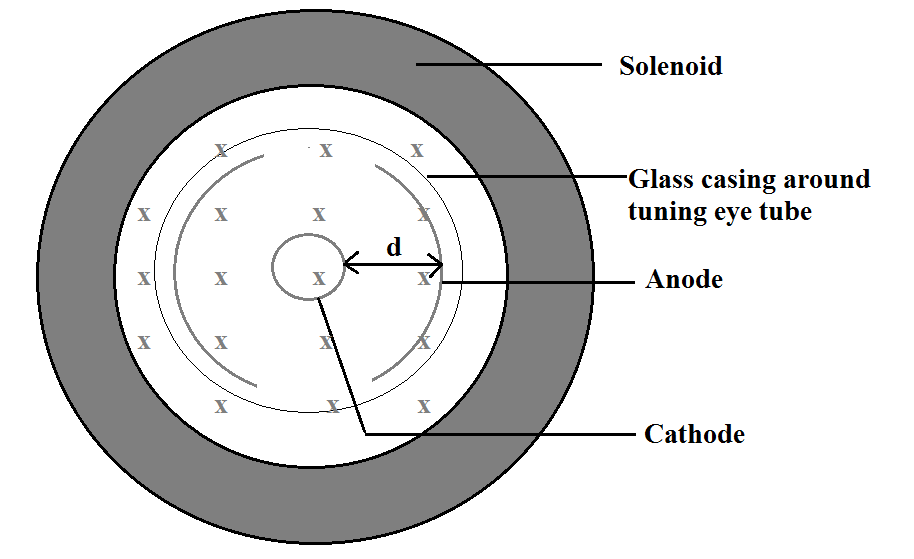 Solenoid
x x x
Glass casing around
tuning eye tube
x x x x
d
x x x x
Anode
x x x x
x x x
Cathode